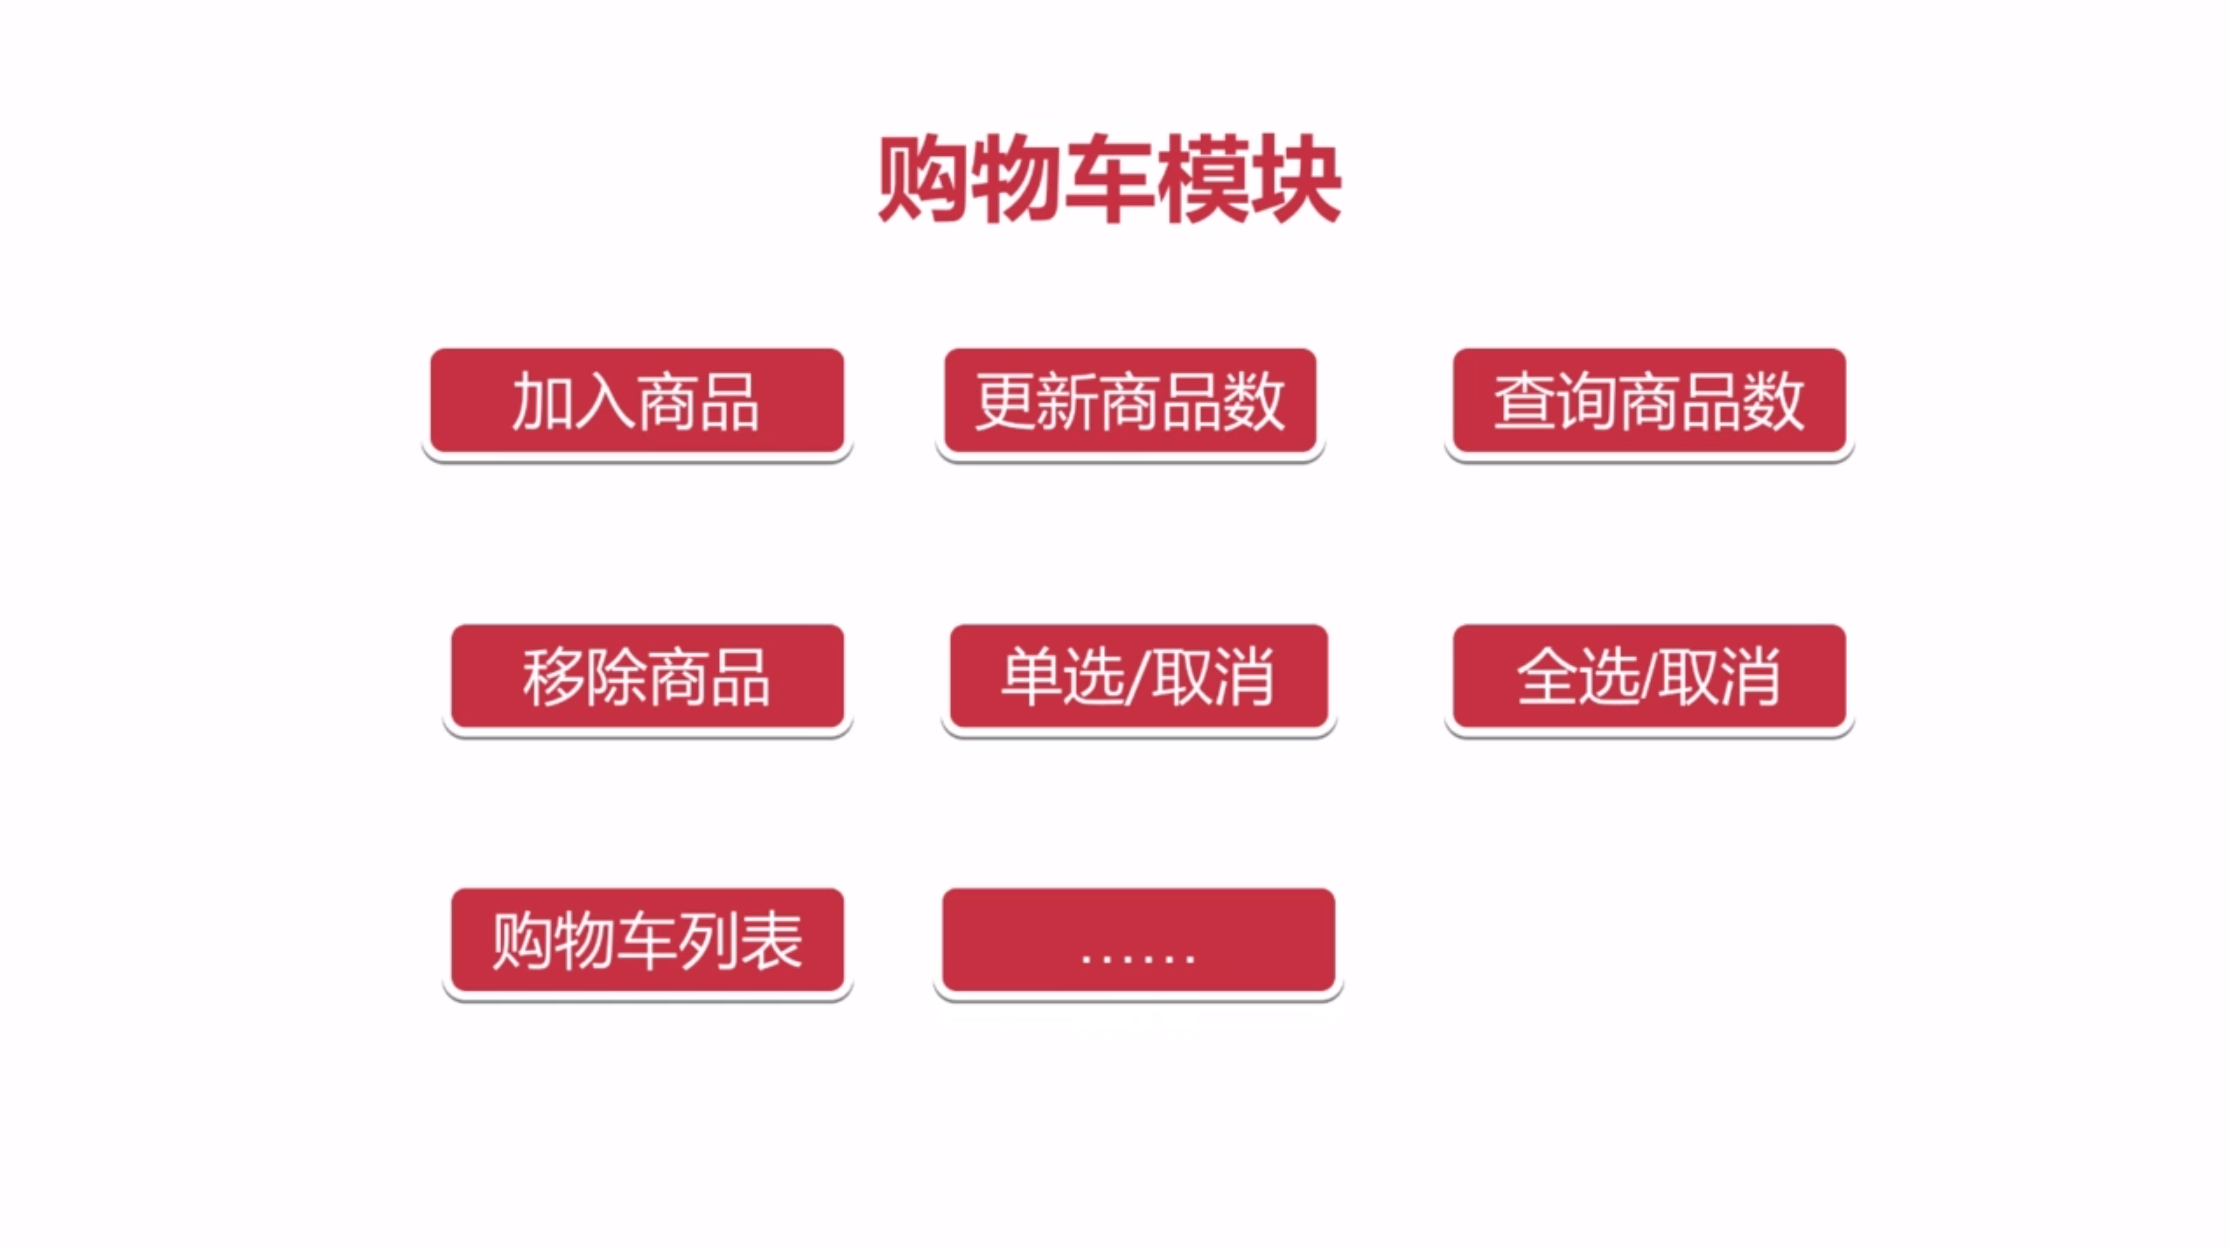 购物车模块
加入商品
更新商品数
查询商品数
移除商品
单选/取消
全选/取消
购物车列表
……